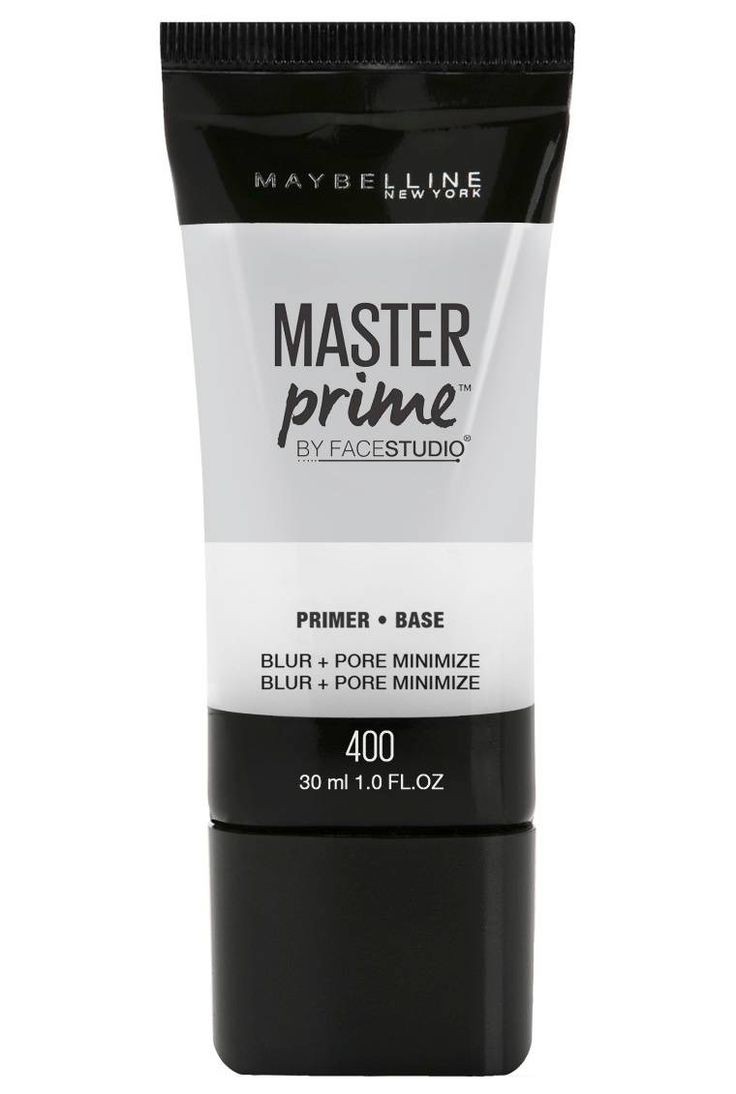 MAYBELLINE
NEW YORK
MASTER
prime™
BY FACESTUDIO®
PRIMER • BASE
BLUR + PORE MINIMIZE
BLUR + PORE MINIMIZE
400
30 ml 1.0 FL.OZ